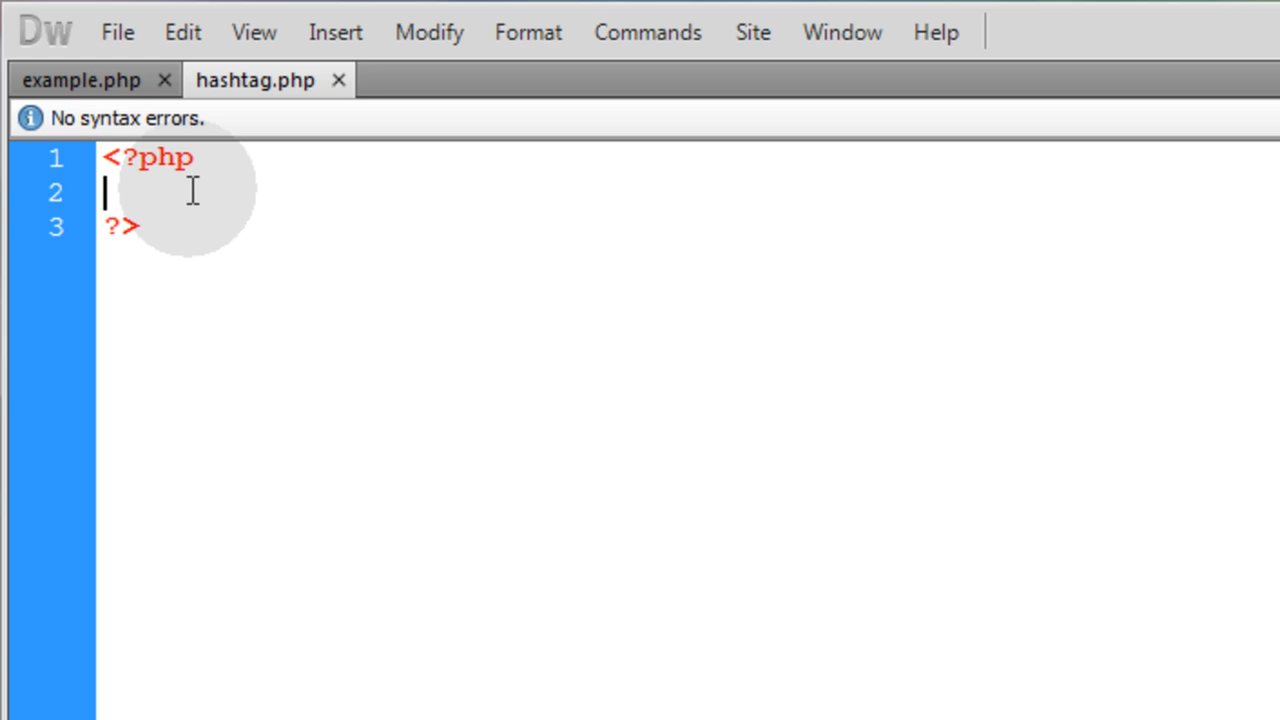 Dw File Edit View Insert Modify Format Commands Site Window Help
example.php × hashtag.php ×
i No syntax errors.
1 <?php
2
3 ?>